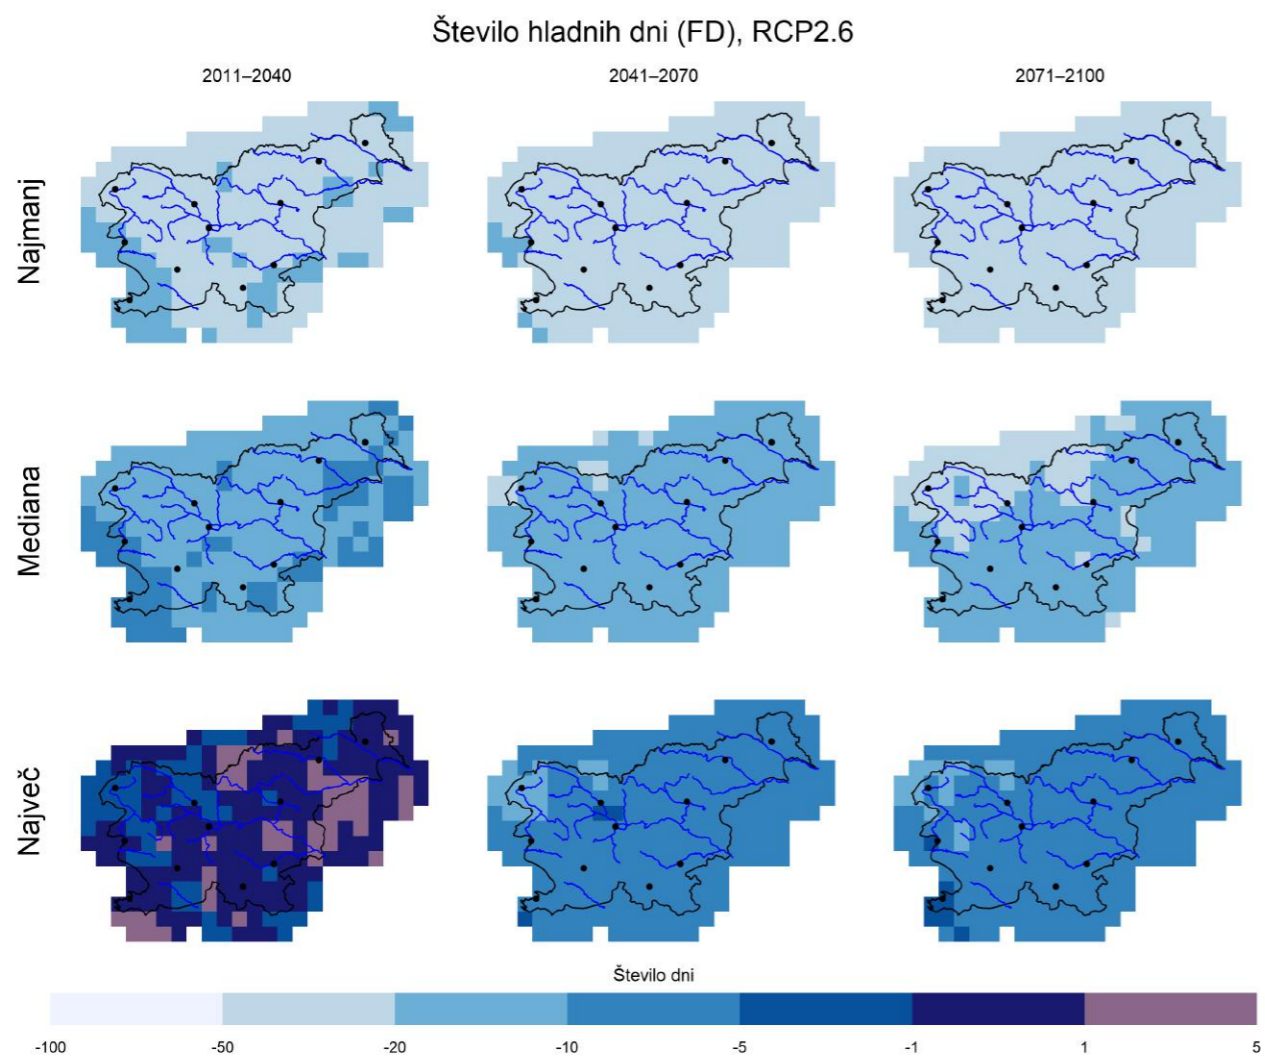 Število hladnih dni (FD), RCP2.6
2011–2040 2041–2070 2071–2100
Najmanj
Mediana
Največ
Število dni
-100 -50 -20 -10 -5 -1 1 5